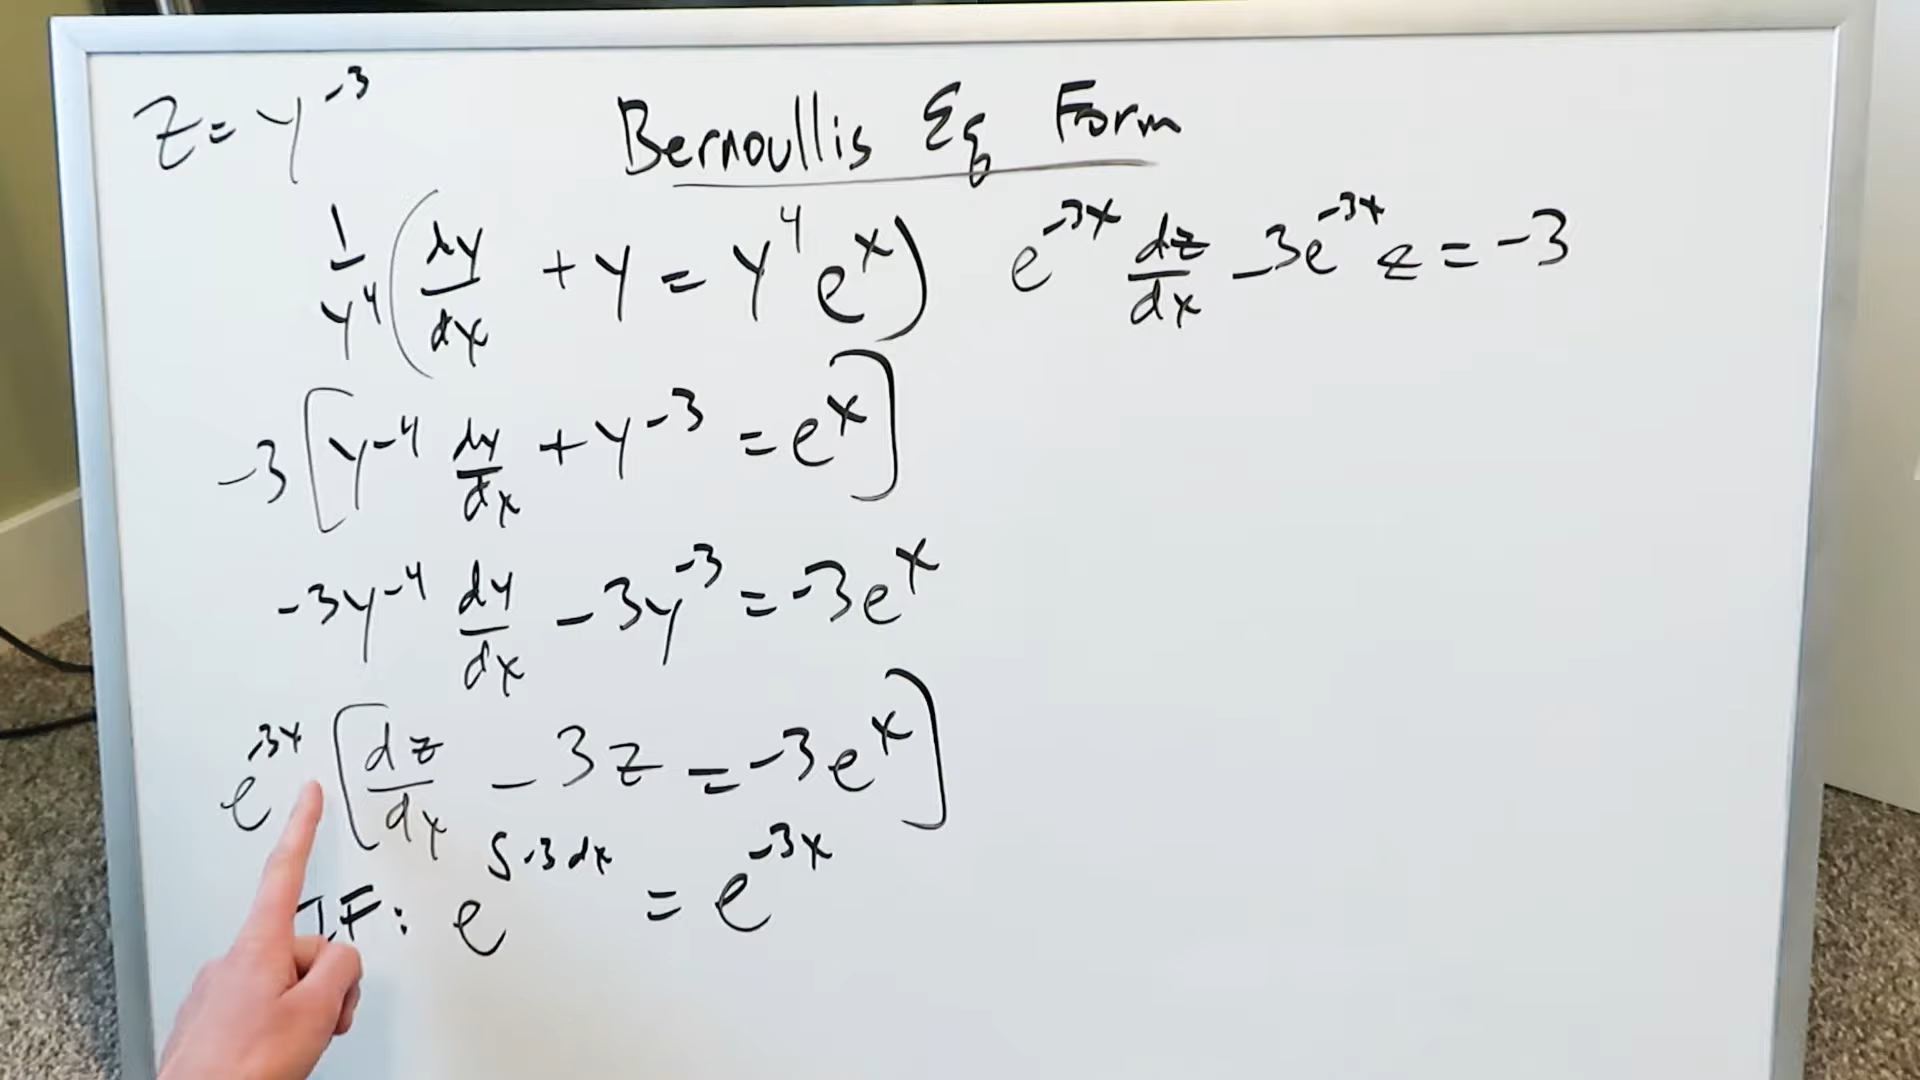 z = y^-3
Bernoullis Eq Form
1/y^4 ( dy/dx + y = y^4 e^x )
-3 [ y^-4 dy/dx + y^-3 = e^x ]
-3y^-4 dy/dx - 3y^-3 = -3e^x
e^-3x [ dz/dx - 3z = -3e^x ]
IF: e^∫-3dx = e^-3x
e^-3x dz/dx - 3e^-3x z = -3